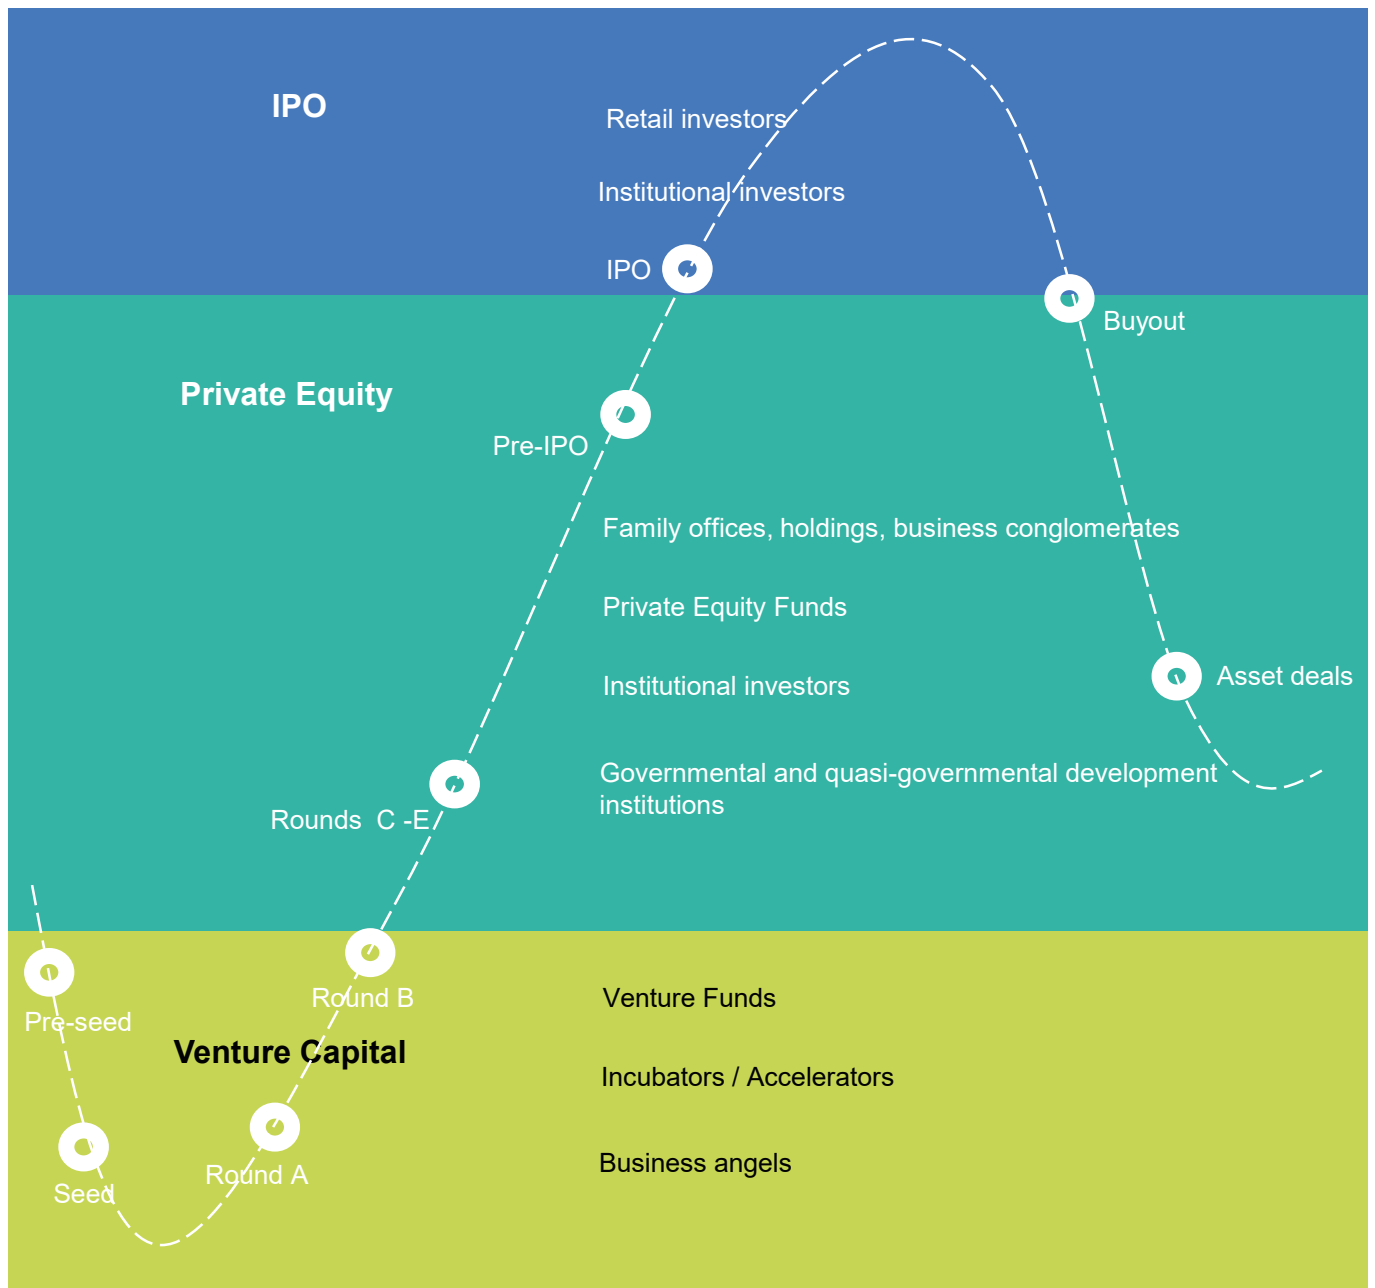 IPO
Retail investors
Institutional investors
IPO
Buyout
Private Equity
Pre-IPO
Family offices, holdings, business conglomerates
Private Equity Funds
Institutional investors
Asset deals
Governmental and quasi-governmental development
institutions
Rounds  C -E
Round B
Venture Funds
Pre-seed
Venture Capital
Incubators / Accelerators
Business angels
Round A
Seed